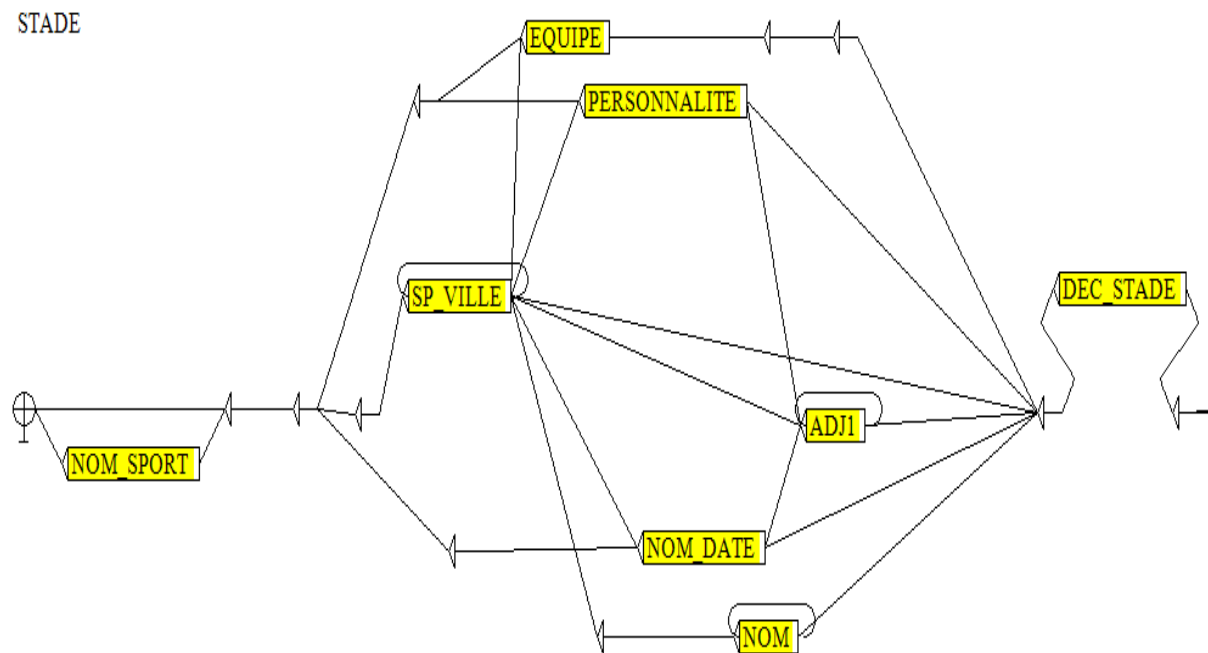 STADE
EQUIPE
PERSONNALITE
SP_VILLE
DEC_STADE
ADJ1
NOM_SPORT
NOM_DATE
NOM